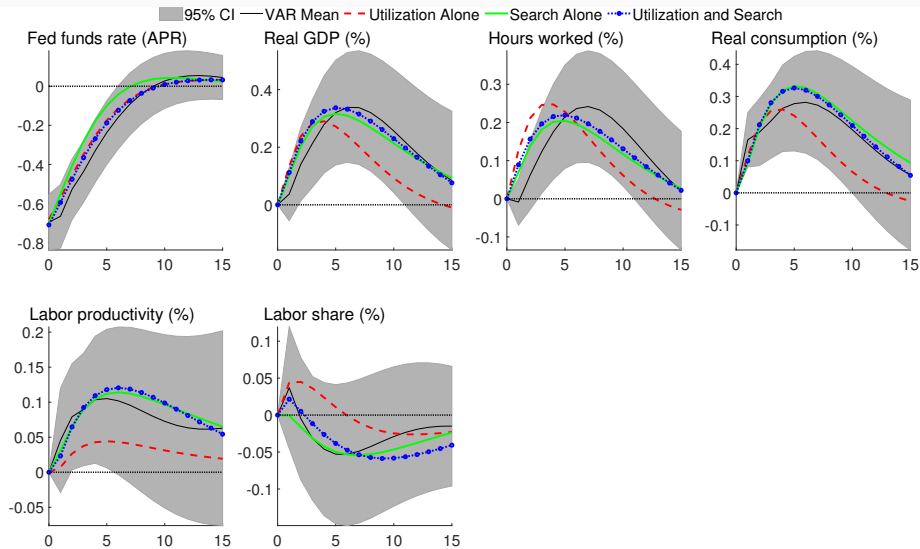 95% CI VAR Mean Utilization Alone Search Alone Utilization and Search
Fed funds rate (APR) Real GDP (%) Hours worked (%) Real consumption (%)
0 0.4 0.3 0.4
-0.2 0.2 0.2 0.3
-0.4 0.1 0.2
-0.6 0 0 0.1
-0.8 -0.1 0
-0.1
0 5 10 15 0 5 10 15 0 5 10 15 0 5 10 15
Labor productivity (%) Labor share (%)
0.2 0.1
0.15 0.05
0.1 0
0.05 -0.1
0
-0.05
0 5 10 15 0 5 10 15